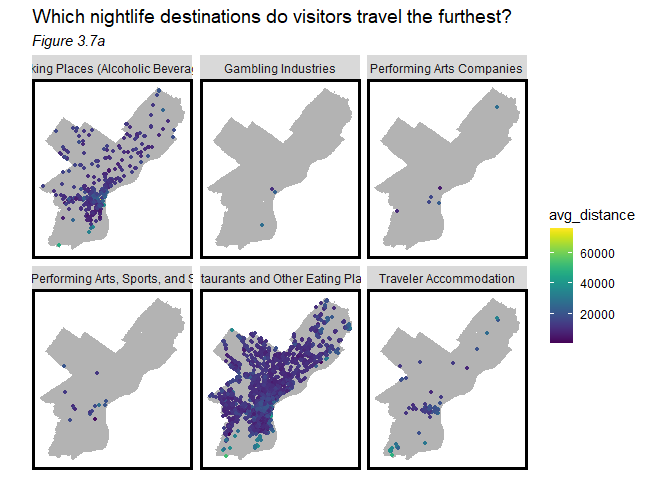 Which nightlife destinations do visitors travel the furthest?
Figure 3.7a
king Places (Alcoholic Beverag
Gambling Industries
Performing Arts Companies
Performing Arts, Sports, and S
taurants and Other Eating Pla
Traveler Accommodation
avg_distance
60000
40000
20000